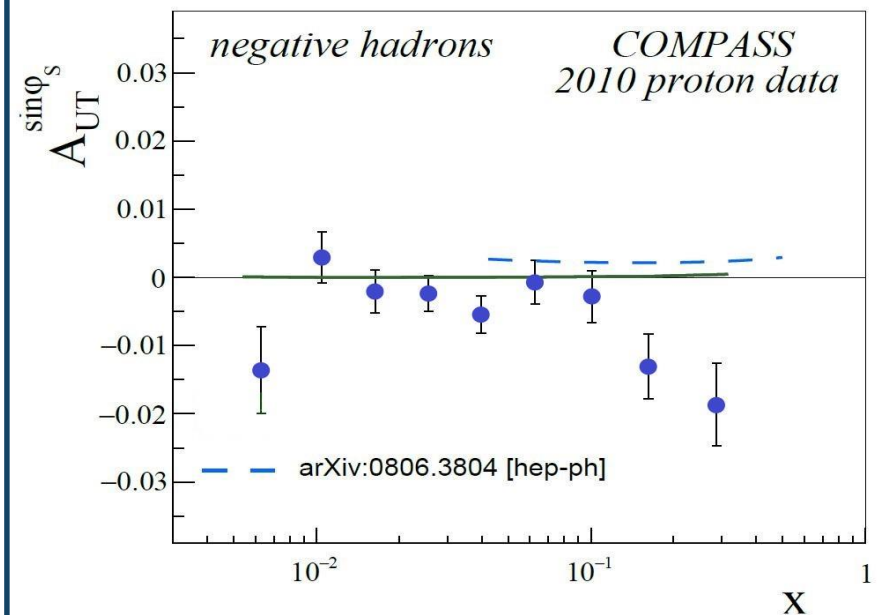 negative hadrons
COMPASS
2010 proton data
A_UT^sinφ_S
0.03
0.02
0.01
0
−0.01
−0.02
−0.03
arXiv:0806.3804 [hep-ph]
10⁻²
10⁻¹
1
x